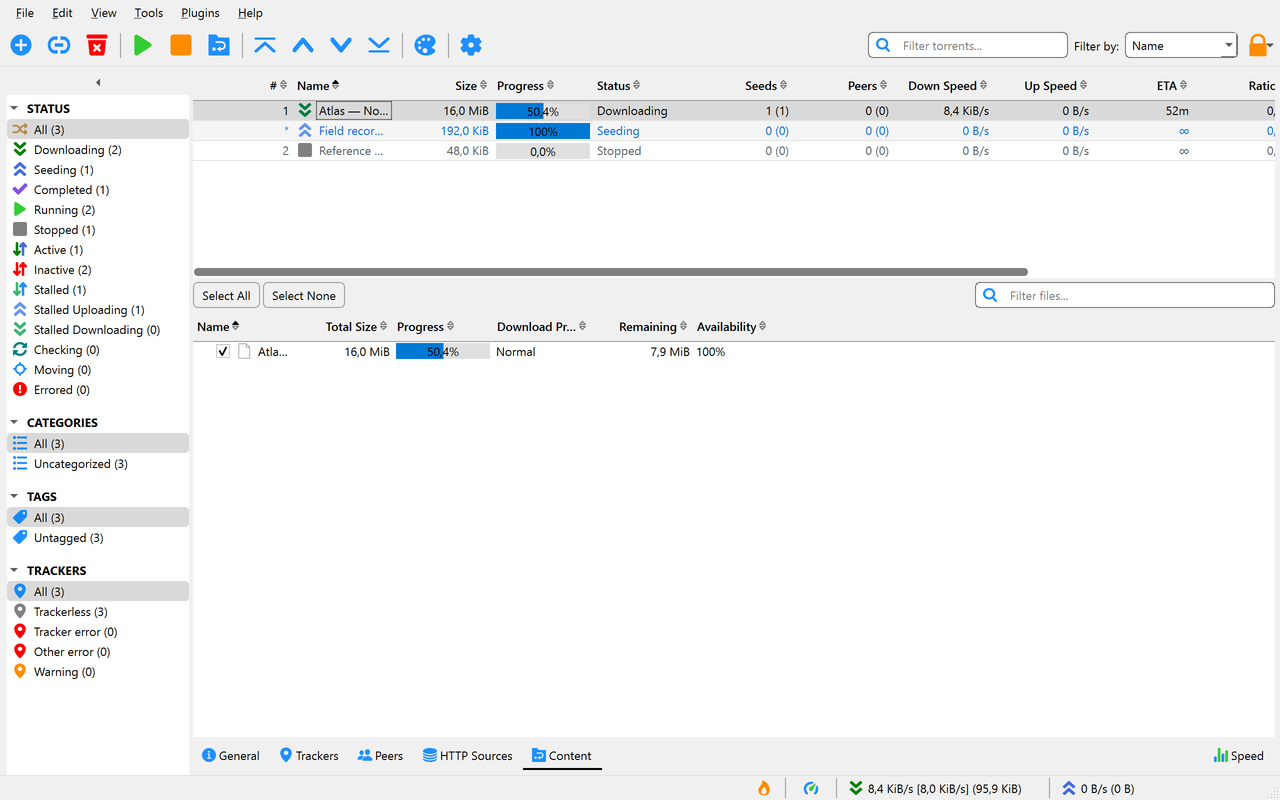 File Edit View Tools Plugins Help
Filter torrents... Filter by: Name
# Name Size Progress Status Seeds Peers Down Speed Up Speed ETA Ratio
1 Atlas — No... 16,0 MiB 50,4% Downloading 1 (1) 0 (0) 8,4 KiB/s 0 B/s 52m 0,
* Field recor... 192,0 KiB 100% Seeding 0 (0) 0 (0) 0 B/s 0 B/s ∞ 0,
2 Reference ... 48,0 KiB 0,0% Stopped 0 (0) 0 (0) 0 B/s 0 B/s ∞ 0,
STATUS
All (3)
Downloading (2)
Seeding (1)
Completed (1)
Running (2)
Stopped (1)
Active (1)
Inactive (2)
Stalled (1)
Stalled Uploading (1)
Stalled Downloading (0)
Checking (0)
Moving (0)
Errored (0)
CATEGORIES
All (3)
Uncategorized (3)
TAGS
All (3)
Untagged (3)
TRACKERS
All (3)
Trackerless (3)
Tracker error (0)
Other error (0)
Warning (0)
Select All Select None Filter files...
Name Total Size Progress Download Pr... Remaining Availability
Atla... 16,0 MiB 50,4% Normal 7,9 MiB 100%
General Trackers Peers HTTP Sources Content Speed
8,4 KiB/s [8,0 KiB/s] (95,9 KiB) 0 B/s (0 B)